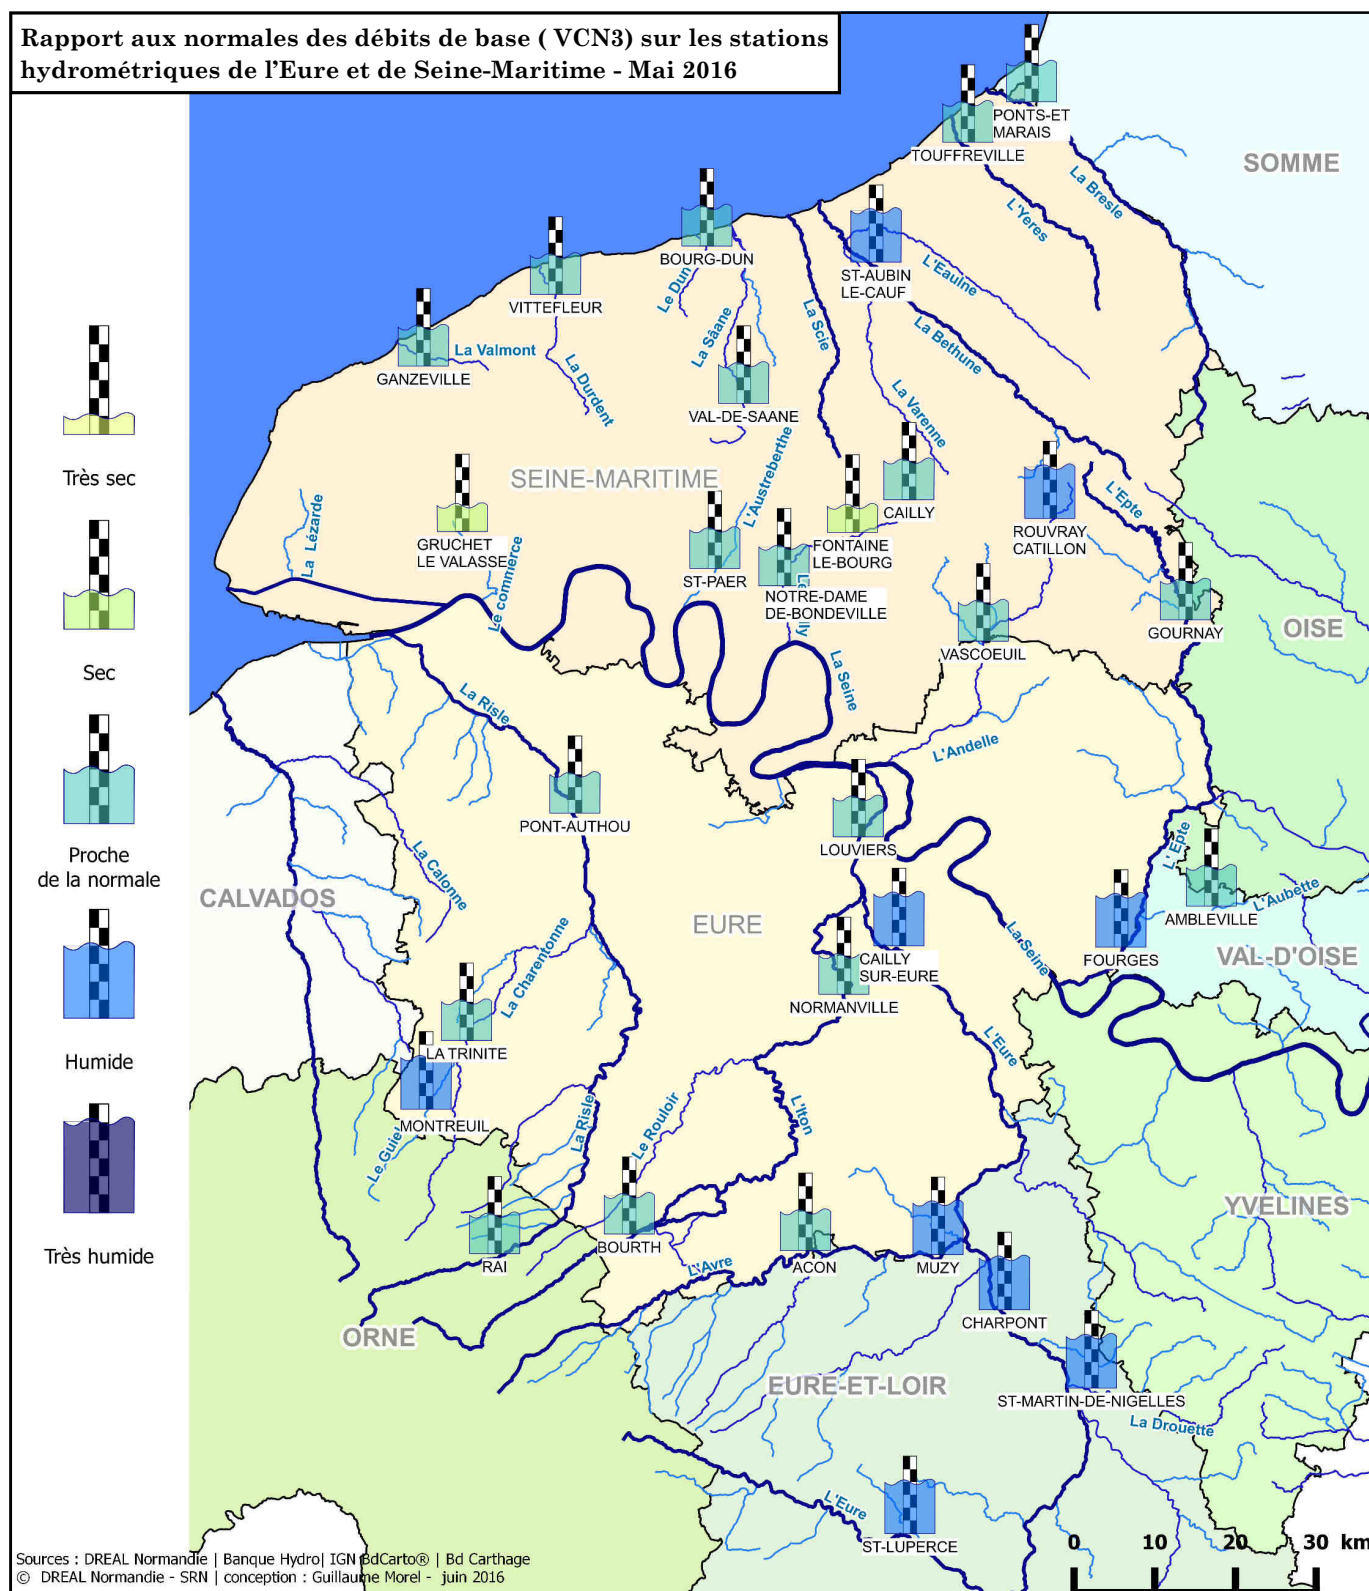 Rapport aux normales des débits de base ( VCN3) sur les stations
hydrométriques de l'Eure et de Seine-Maritime - Mai 2016
PONTS-ET
MARAIS
TOUFFREVILLE
SOMME
La Bresle
L'Yeres
BOURG-DUN
Le Dun
ST-AUBIN
LE-CAUF
L'Eaulne
VITTEFLEUR
La Sâane
La Scie
La Bethune
La Valmont
GANZEVILLE
La Durdent
VAL-DE-SAANE
La Varenne
Très sec
SEINE-MARITIME
L'Austreberthe
CAILLY
L'Epte
La Lézarde
GRUCHET
LE VALASSE
Le commerce
FONTAINE
LE-BOURG
ROUVRAY
CATILLON
ST-PAER
NOTRE-DAME
DE-BONDEVILLE
Le
lly
VASCOEUIL
GOURNAY
OISE
Sec
La Seine
La Risle
L'Andelle
PONT-AUTHOU
LOUVIERS
Proche
de la normale
La Calonne
L'Epte
CALVADOS
EURE
AMBLEVILLE
L'Aubette
La Charentonne
CAILLY
SUR-EURE
La Seine
FOURGES
VAL-D'OISE
NORMANVILLE
Humide
LA TRINITE
L'Eure
MONTREUIL
Le Guiel
La Risle
Le Rouloir
L'Iton
YVELINES
Très humide
RAI
BOURTH
L'Avre
ACON
MUZY
CHARPONT
ORNE
EURE-ET-LOIR
ST-MARTIN-DE-NIGELLES
La Drouette
L'Eure
ST-LUPERCE
0 10 20 30 km
Sources : DREAL Normandie | Banque Hydro| IGN BdCarto® | Bd Carthage
© DREAL Normandie - SRN | conception : Guillaume Morel - juin 2016